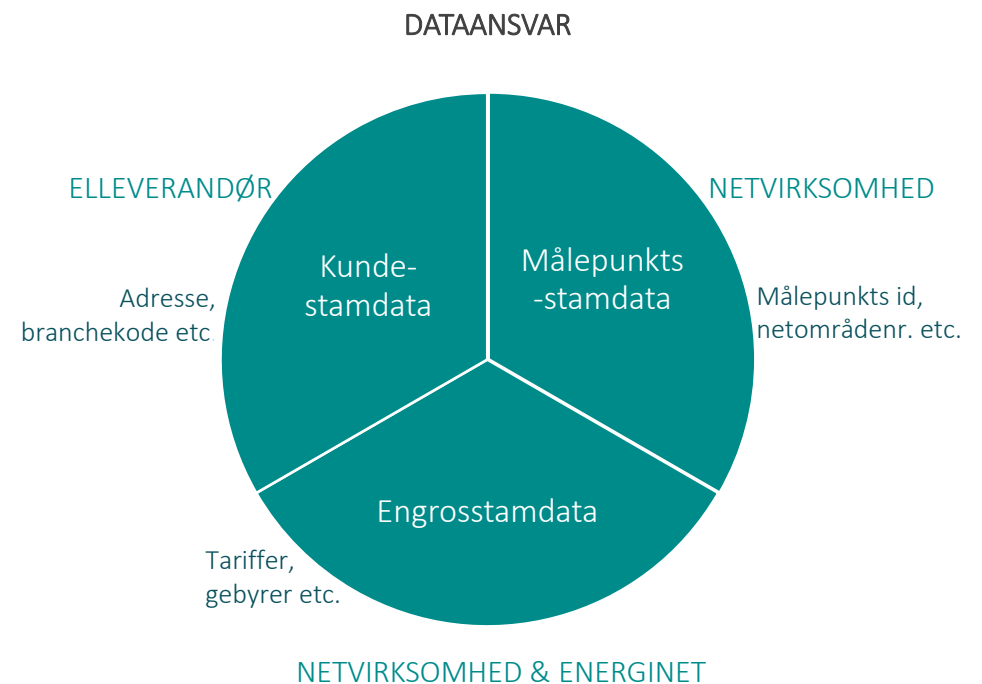 DATAANSVAR
ELLEVERANDØR
NETVIRKSOMHED
Kunde-
stamdata
Målepunkts
-stamdata
Adresse,
branchekode etc.
Målepunkts id,
netområdenr. etc.
Engrosstamdata
Tariffer,
gebyrer etc.
NETVIRKSOMHED & ENERGINET